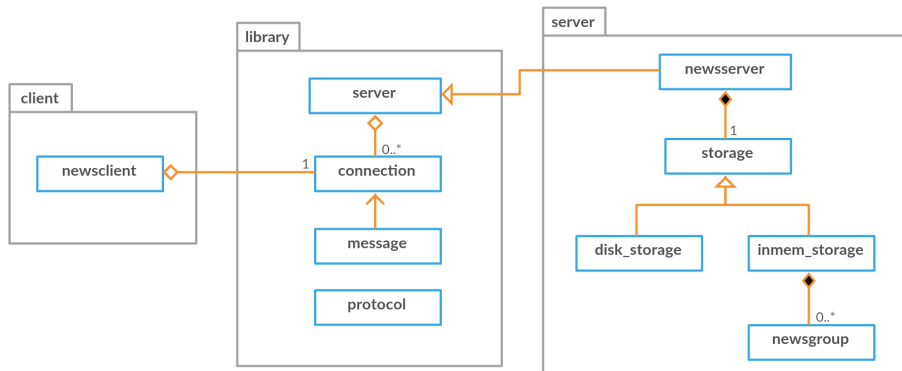 client
newsclient
library
server
0..*
1
connection
message
protocol
server
newsserver
1
storage
disk_storage
inmem_storage
0..*
newsgroup